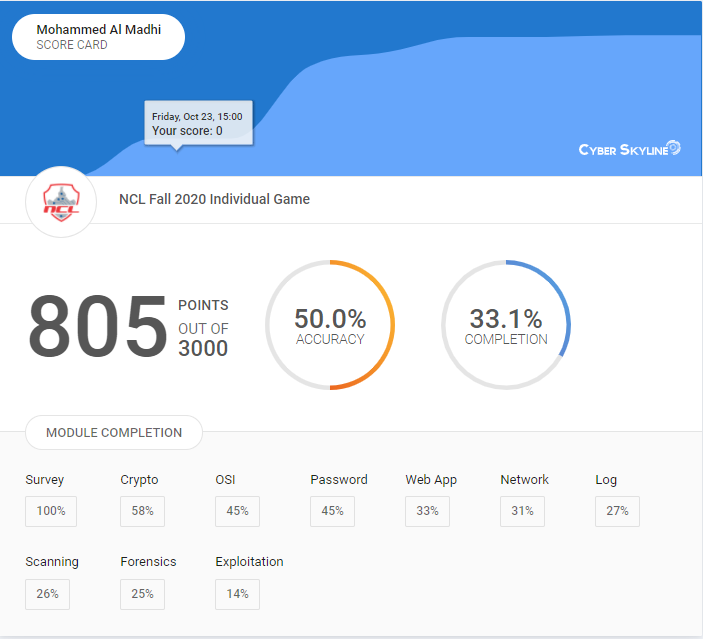 Mohammed Al Madhi
SCORE CARD
Friday, Oct 23, 15:00
Your score: 0
CYBER SKYLINE
NCL
NCL Fall 2020 Individual Game
805
POINTS
OUT OF
3000
50.0%
ACCURACY
33.1%
COMPLETION
MODULE COMPLETION
Survey Crypto OSI Password Web App Network Log
100% 58% 45% 45% 33% 31% 27%
Scanning Forensics Exploitation
26% 25% 14%